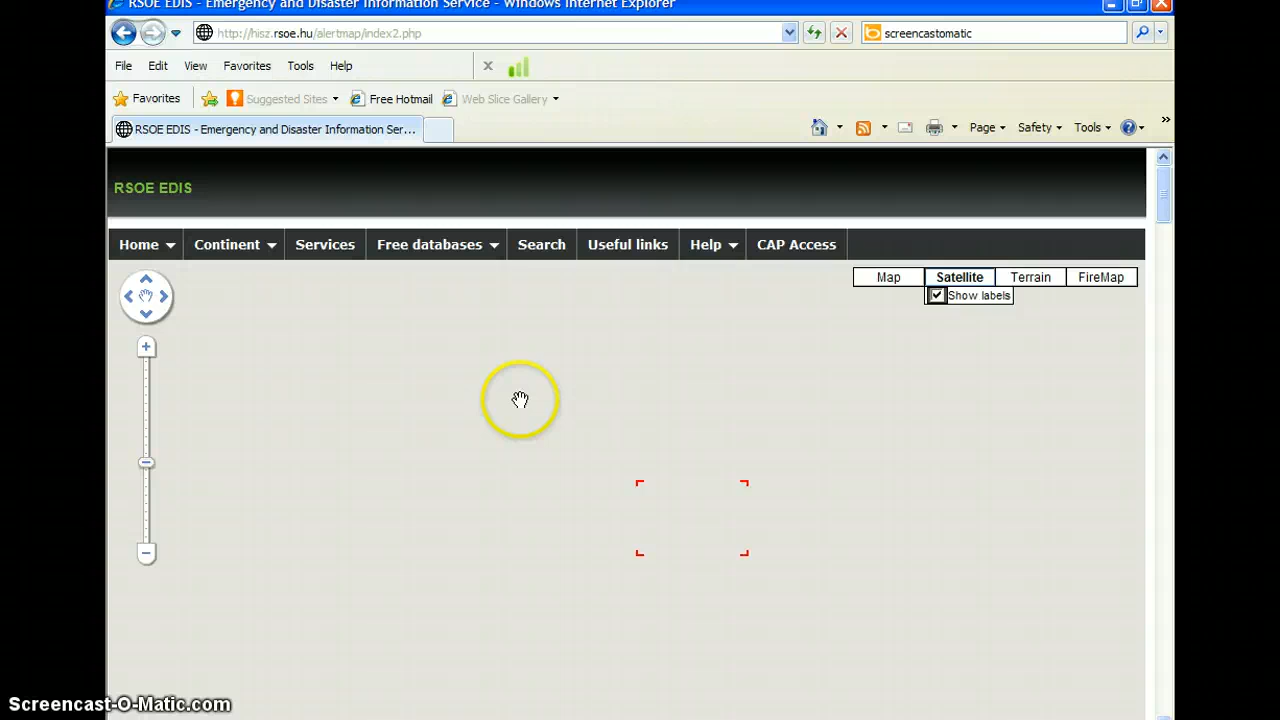 RSOE EDIS - Emergency and Disaster Information Service - Windows Internet Explorer
http://hisz.rsoe.hu/alertmap/index2.php
screencastomatic
File Edit View Favorites Tools Help
Favorites Suggested Sites Free Hotmail Web Slice Gallery
RSOE EDIS - Emergency and Disaster Information Ser...
Page Safety Tools
RSOE EDIS
Home Continent Services Free databases Search Useful links Help CAP Access
Map Satellite Terrain FireMap
Show labels
Screencast-O-Matic.com